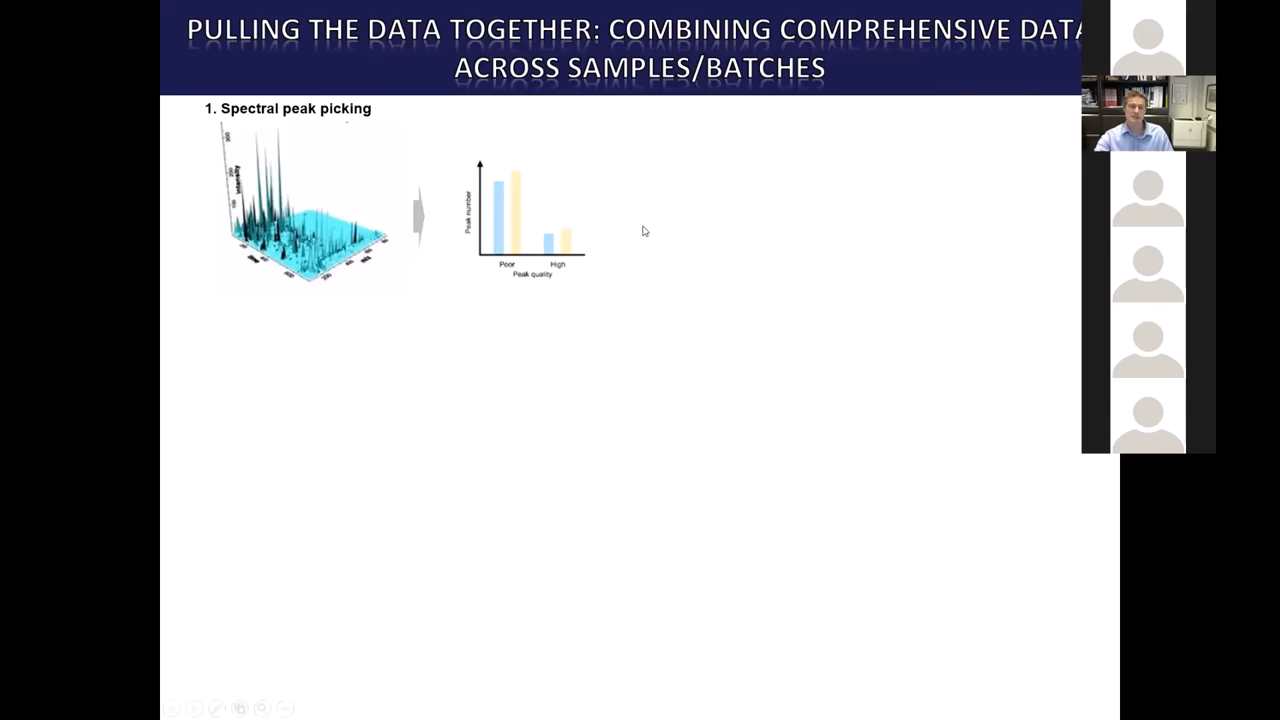 PULLING THE DATA TOGETHER: COMBINING COMPREHENSIVE DATA
ACROSS SAMPLES/BATCHES
1. Spectral peak picking
Intensity
Peak number
Poor High
Peak quality